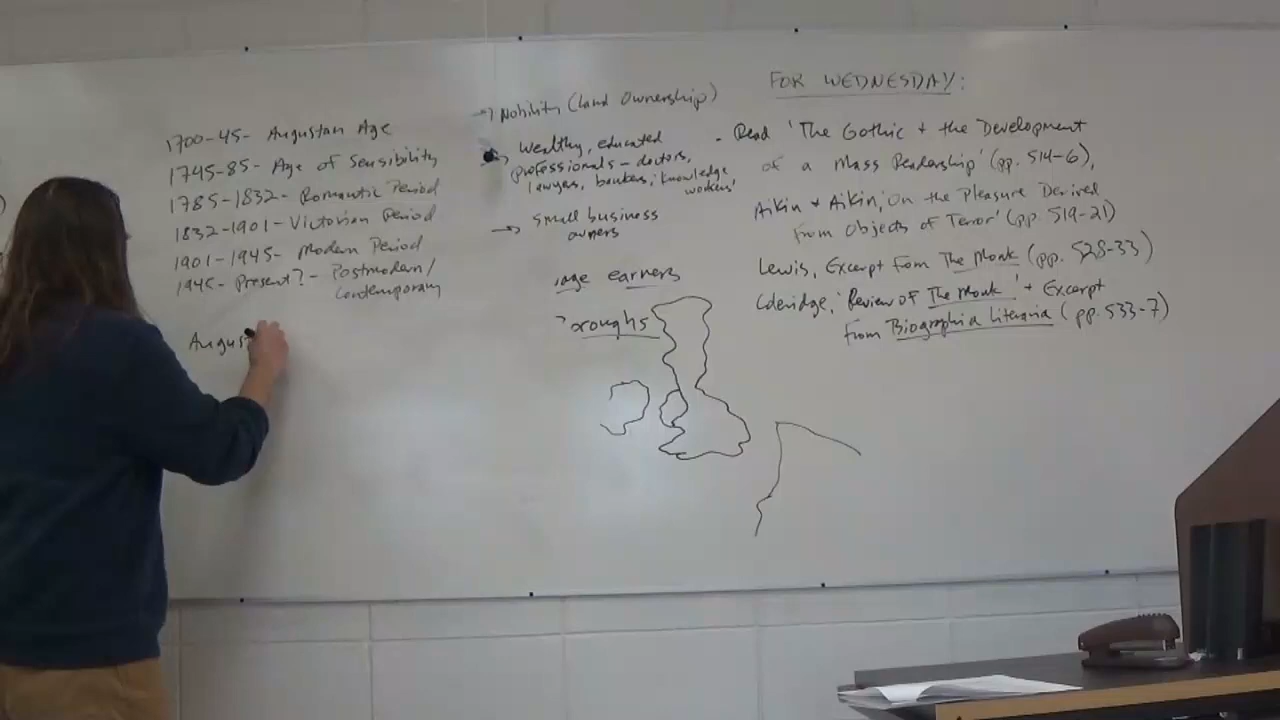 1700-45- Augustan Age
1745-85- Age of Sensibility
1785-1832- Romantic Period
1832-1901- Victorian Period
1901-1945- Modern Period
1945- Present?- Postmodern/
Contemporary
August
→ Nobility (Land Ownership)
→ Wealthy, educated
professionals - doctors,
lawyers, bankers, 'knowledge
workers'
→ Small business
owners
age earners
oroughs
FOR WEDNESDAY:
- Read 'The Gothic + the Development
of a Mass Readership' (pp. 514-6),
Aikin + Aikin, 'On the Pleasure Derived
From Objects of Terror' (pp. 519-21)
Lewis, Excerpt From The Monk (pp. 528-33)
Coleridge, 'Review of The Monk' + Excerpt
From Biographia Literaria (pp. 533-7)